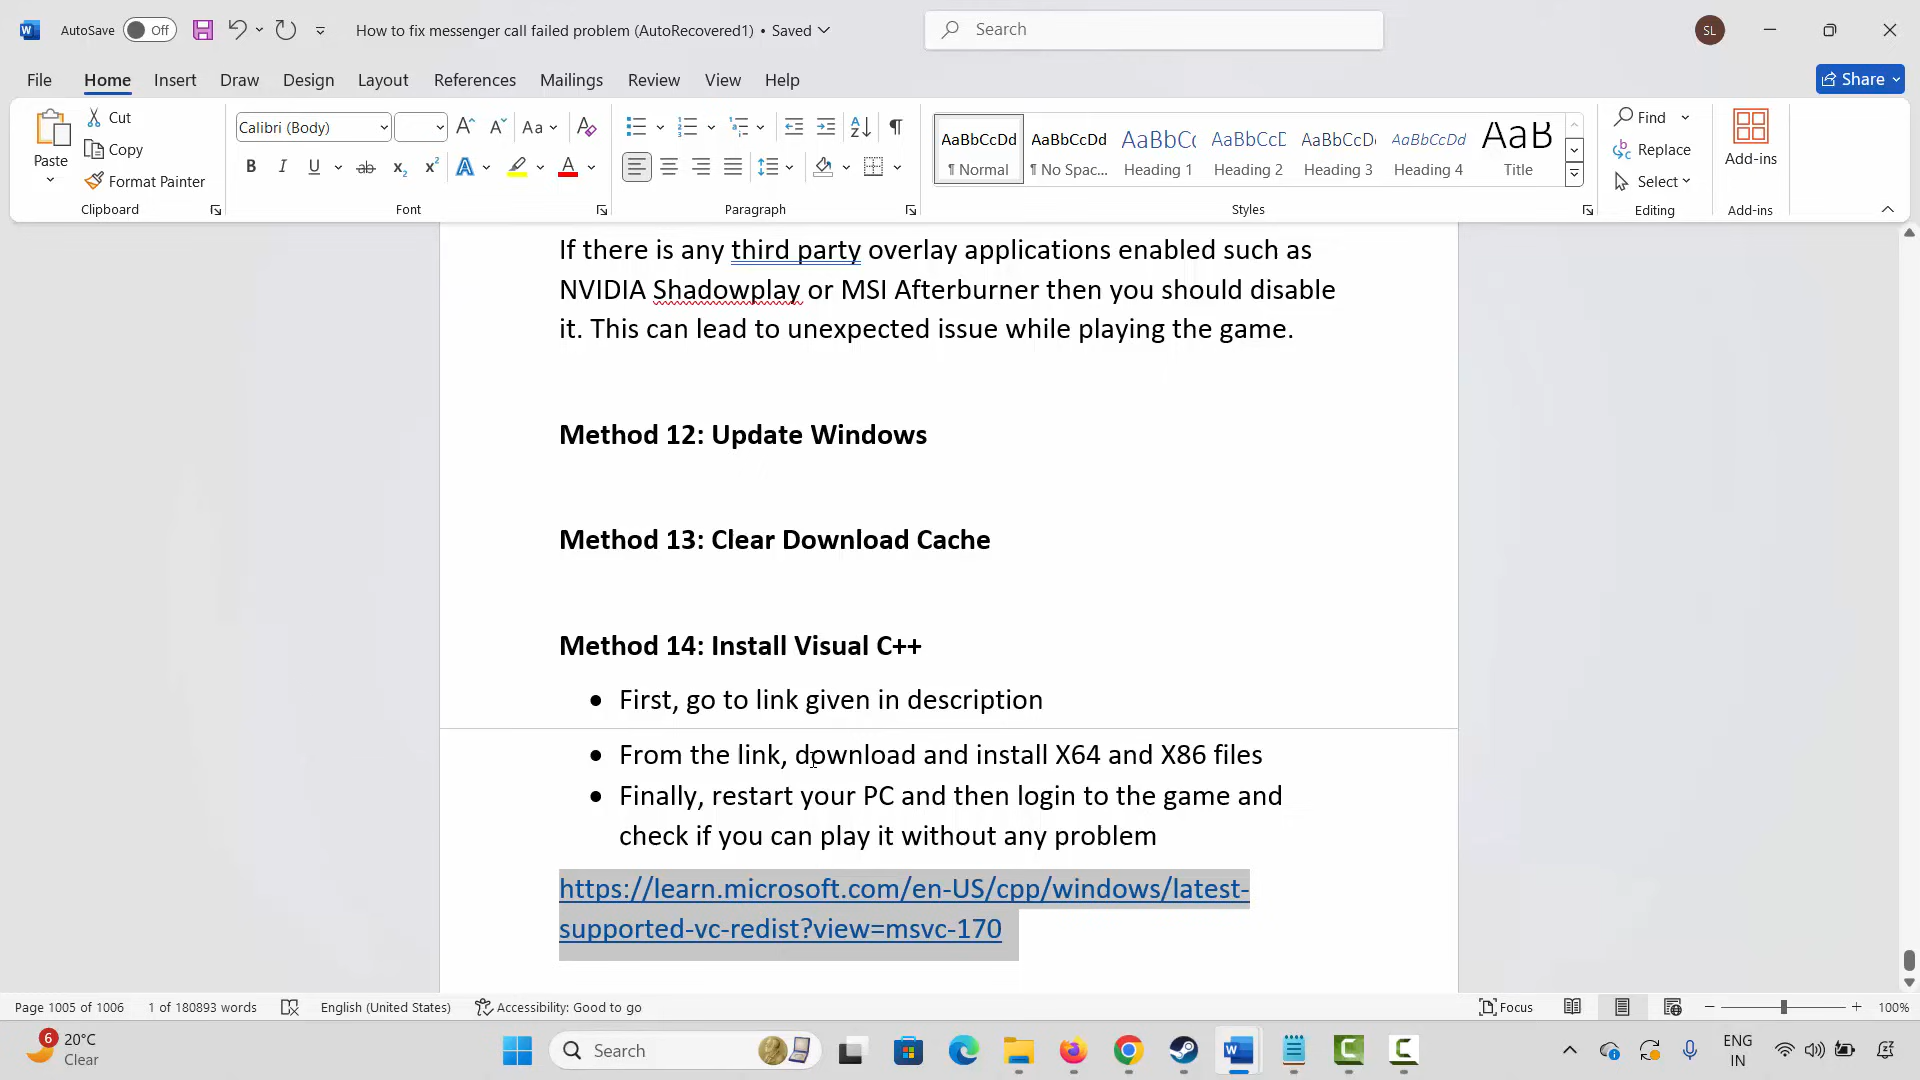 AutoSave Off How to fix messenger call failed problem (AutoRecovered1) • Saved Search SL
File Home Insert Draw Design Layout References Mailings Review View Help Share
Paste Cut Copy Format Painter
Calibri (Body) Aa
B I U ab x₂ x² A A
AaBbCcDd AaBbCcDd AaBbCc AaBbCcD AaBbCcDc AaBbCcDd AaB
¶ Normal ¶ No Spac... Heading 1 Heading 2 Heading 3 Heading 4 Title
Find Replace Select Add-ins
Clipboard Font Paragraph Styles Editing Add-ins
If there is any third party overlay applications enabled such as
NVIDIA Shadowplay or MSI Afterburner then you should disable
it. This can lead to unexpected issue while playing the game.
Method 12: Update Windows
Method 13: Clear Download Cache
Method 14: Install Visual C++
• First, go to link given in description
• From the link, download and install X64 and X86 files
• Finally, restart your PC and then login to the game and
check if you can play it without any problem
https://learn.microsoft.com/en-US/cpp/windows/latest-
supported-vc-redist?view=msvc-170
Page 1005 of 1006 1 of 180893 words English (United States) Accessibility: Good to go Focus 100%
6 20°C
Clear
Search
ENG
IN